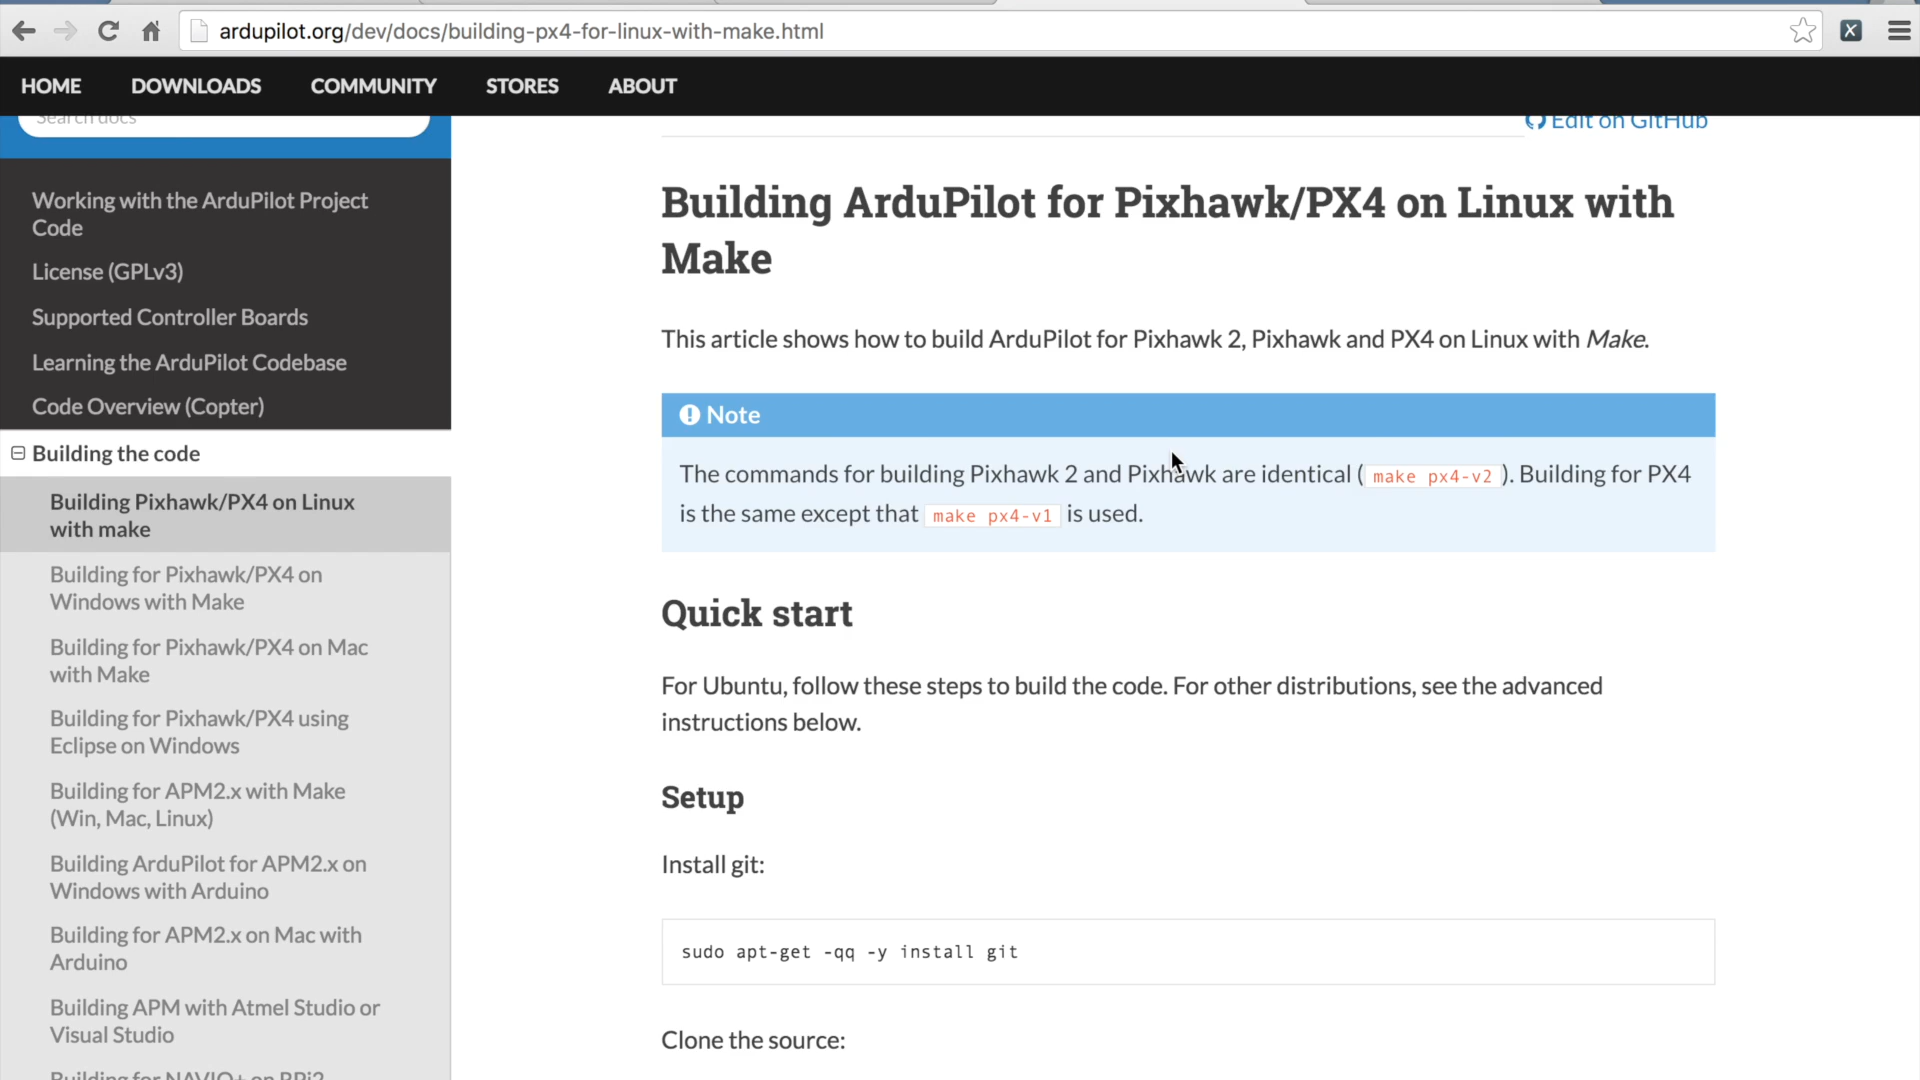 ardupilot.org/dev/docs/building-px4-for-linux-with-make.html
HOME DOWNLOADS COMMUNITY STORES ABOUT
Search docs
Working with the ArduPilot Project
Code
License (GPLv3)
Supported Controller Boards
Learning the ArduPilot Codebase
Code Overview (Copter)
Building the code
Building Pixhawk/PX4 on Linux
with make
Building for Pixhawk/PX4 on
Windows with Make
Building for Pixhawk/PX4 on Mac
with Make
Building for Pixhawk/PX4 using
Eclipse on Windows
Building for APM2.x with Make
(Win, Mac, Linux)
Building ArduPilot for APM2.x on
Windows with Arduino
Building for APM2.x on Mac with
Arduino
Building APM with Atmel Studio or
Visual Studio
Building for NAVIO+ on RPi2
Edit on GitHub
Building ArduPilot for Pixhawk/PX4 on Linux with
Make
This article shows how to build ArduPilot for Pixhawk 2, Pixhawk and PX4 on Linux with Make.
Note
The commands for building Pixhawk 2 and Pixhawk are identical ( make px4-v2 ). Building for PX4
is the same except that make px4-v1 is used.
Quick start
For Ubuntu, follow these steps to build the code. For other distributions, see the advanced
instructions below.
Setup
Install git:
sudo apt-get -qq -y install git
Clone the source: